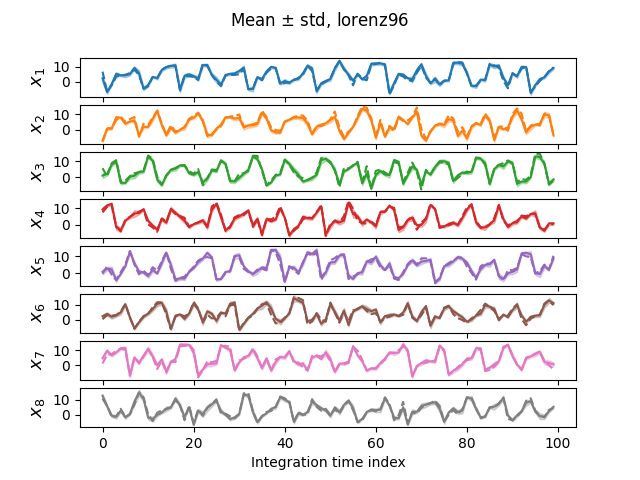 Mean ± std, lorenz96
x₁ 10 0
x₂ 10 0
x₃ 10 0
x₄ 10 0
x₅ 10 0
x₆ 10 0
x₇ 10 0
x₈ 10 0
0 20 40 60 80 100
Integration time index